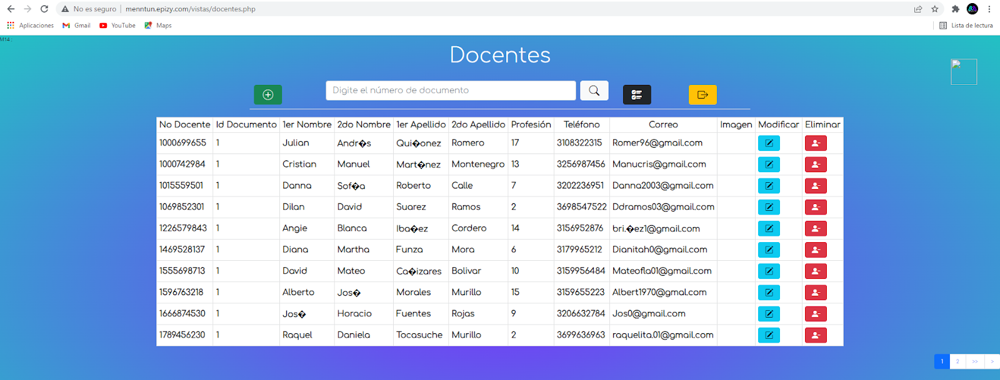 No es seguro menntun.epizy.com/vistas/docentes.php
Aplicaciones Gmail YouTube Maps Lista de lectura
M14 :
Docentes
Digite el número de documento
No Docente Id Documento 1er Nombre 2do Nombre 1er Apellido 2do Apellido Profesión Teléfono Correo Imagen Modificar Eliminar
1000699655 1 Julian Andr�s Qui�onez Romero 17 3108322315 Romer96@gmail.com
1000742984 1 Cristian Manuel Mart�nez Montenegro 13 3256987456 Manucris@gmail.com
1015559501 1 Danna Sof�a Roberto Calle 7 3202236951 Danna2003@gmail.com
1069852301 1 Dilan David Suarez Ramos 2 3698547522 Ddramos03@gmail.com
1226579843 1 Angie Blanca Iba�ez Cordero 14 3156952876 bri.�ez1@gmail.com
1469528137 1 Diana Martha Funza Mora 6 3179965212 Dianitah0@gmail.com
1555698713 1 David Mateo Ca�izares Bolivar 10 3159956484 Mateofla01@gmail.com
1596763218 1 Alberto Jos� Morales Murillo 15 3159655223 Albert1970@gmal.com
1666874530 1 Jos� Horacio Fuentes Rojas 9 3206632784 Jos0@gmail.com
1789456230 1 Raquel Daniela Tocasuche Murillo 2 3699636963 raquelita.01@gmail.com
1 2 >> >